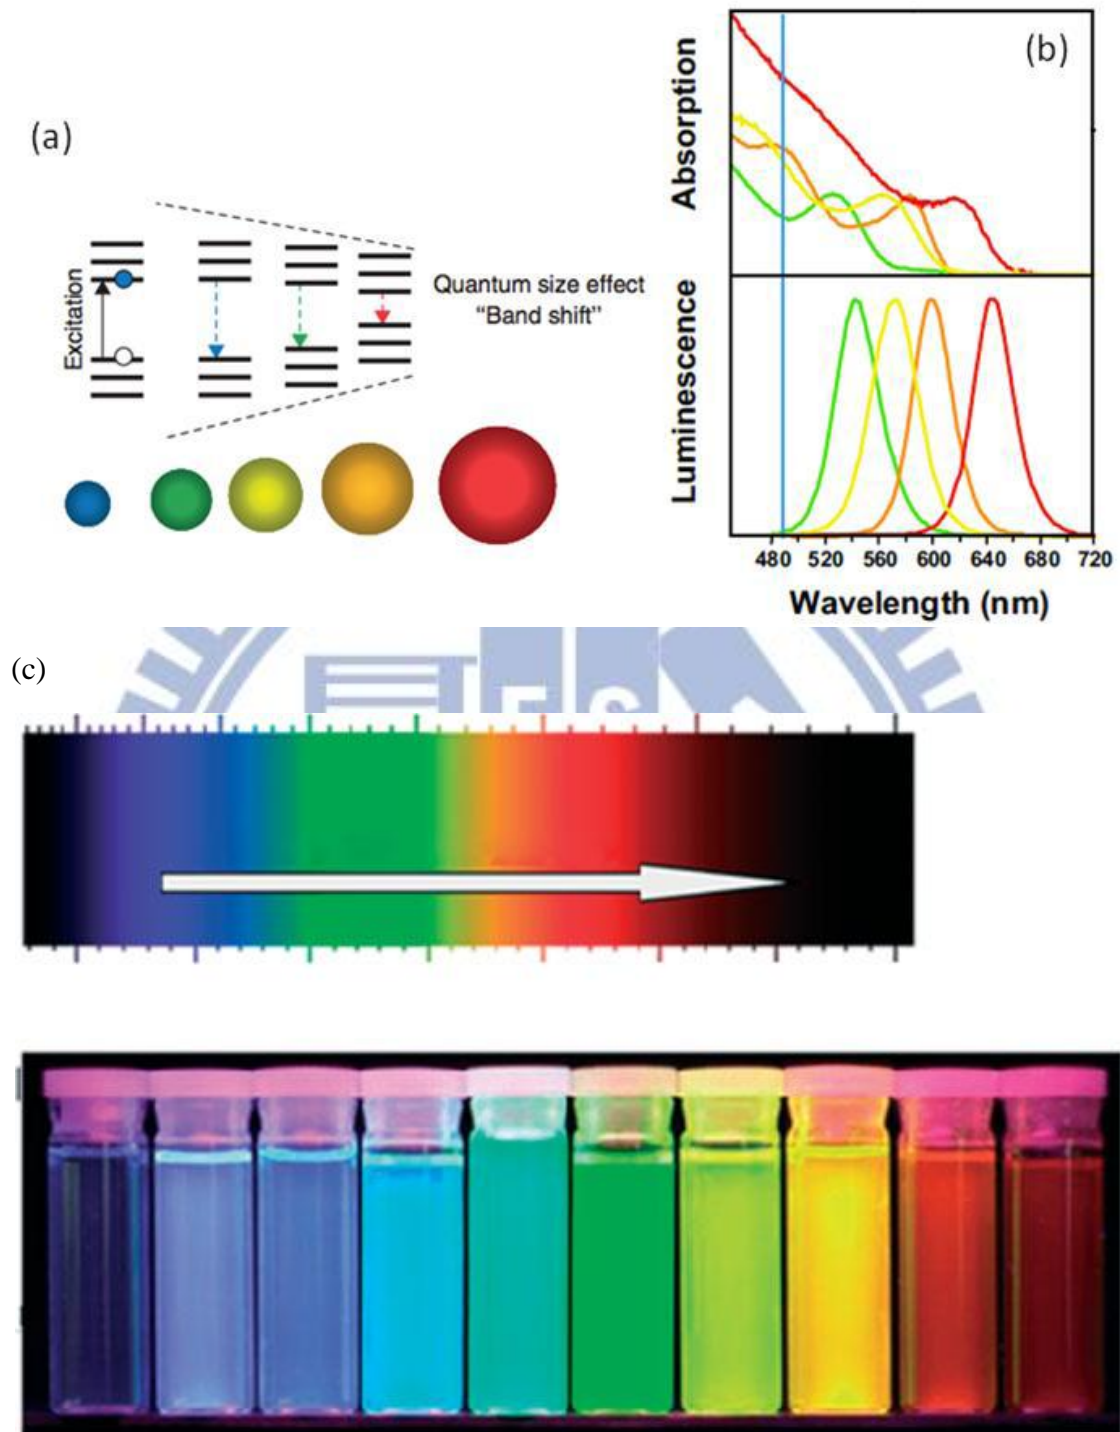 (a)
Excitation
Quantum size effect
“Band shift”
(b)
Absorption
Luminescence
480 520 560 600 640 680 720
Wavelength (nm)
(c)
E S